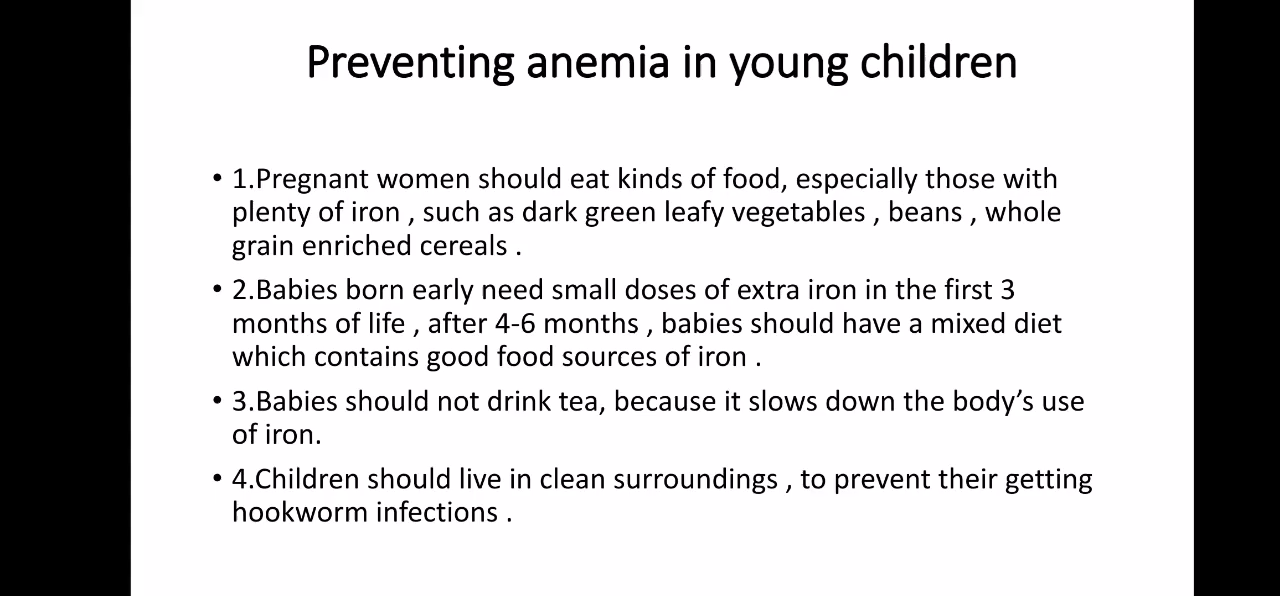 Preventing anemia in young children
• 1.Pregnant women should eat kinds of food, especially those with
plenty of iron , such as dark green leafy vegetables , beans , whole
grain enriched cereals .
• 2.Babies born early need small doses of extra iron in the first 3
months of life , after 4-6 months , babies should have a mixed diet
which contains good food sources of iron .
• 3.Babies should not drink tea, because it slows down the body’s use
of iron.
• 4.Children should live in clean surroundings , to prevent their getting
hookworm infections .